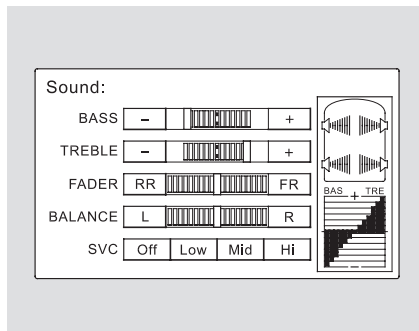 Sound:
BASS - +
TREBLE - +
FADER RR FR
BALANCE L R
SVC Off Low Mid Hi
BAS + TRE
-